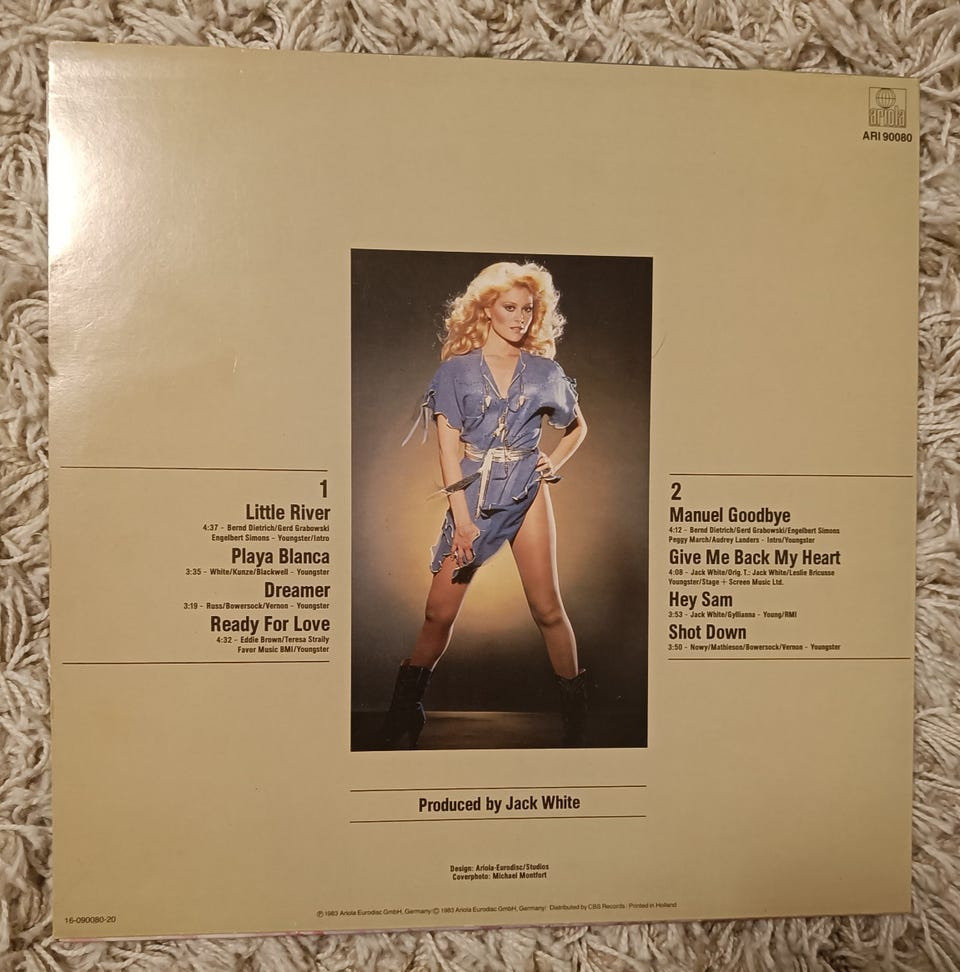 ariola
ARI 90080
1
Little River
4:37 - Bernd Dietrich/Gerd Grabowski
Engelbert Simons - Youngster/Intro
Playa Blanca
3:35 - White/Kunze/Blackwell - Youngster
Dreamer
3:19 - Russ/Bowersock/Vernon - Youngster
Ready For Love
4:32 - Eddie Brown/Teresa Straily
Favor Music BMI/Youngster
2
Manuel Goodbye
4:12 - Bernd Dietrich/Gerd Grabowski/Engelbert Simons
Peggy March/Audrey Landers - Intro/Youngster
Give Me Back My Heart
4:08 - Jack White/Orig. T.: Jack White/Leslie Bricusse
Youngster/Stage + Screen Music Ltd.
Hey Sam
3:53 - Jack White/Gyllianna - Young/RMI
Shot Down
3:50 - Nowy/Mathieson/Bowersock/Vernon - Youngster
Produced by Jack White
Design: Ariola-Eurodisc/Studios
Coverphoto: Michael Montfort
℗ 1983 Ariola Eurodisc GmbH, Germany/© 1983 Ariola Eurodisc GmbH, Germany/ Distributed by CBS Records / Printed in Holland
16-090080-20